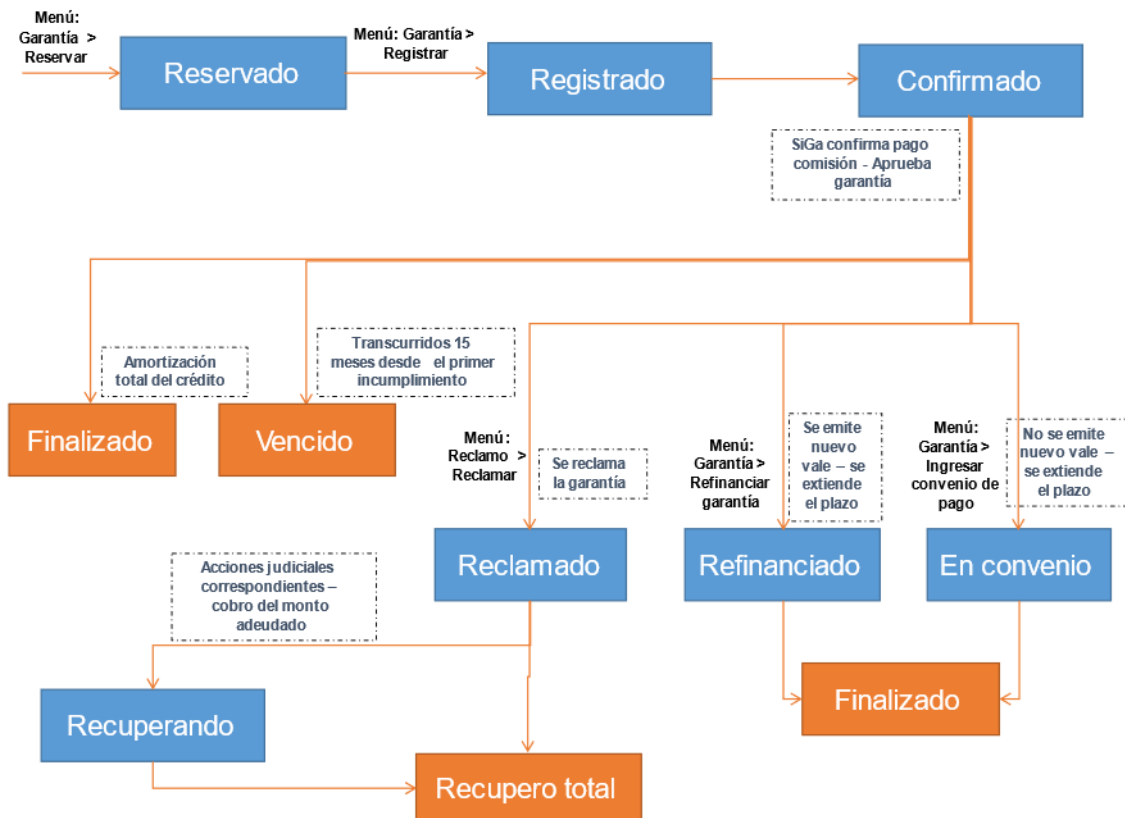 Menú:
Garantía >
Reservar
Reservado
Menú: Garantía >
Registrar
Registrado
Confirmado
SiGa confirma pago
comisión - Aprueba
garantía
Amortización
total del crédito
Transcurridos 15
meses desde el primer
incumplimiento
Finalizado
Vencido
Menú:
Reclamo >
Reclamar
Se reclama
la garantía
Menú:
Garantía >
Refinanciar
garantía
Se emite
nuevo
vale – se
extiende
el plazo
Menú:
Garantía >
Ingresar
convenio de
pago
No se emite
nuevo vale –
se extiende
el plazo
Reclamado
Refinanciado
En convenio
Acciones judiciales
correspondientes –
cobro del monto
adeudado
Recuperando
Finalizado
Recupero total